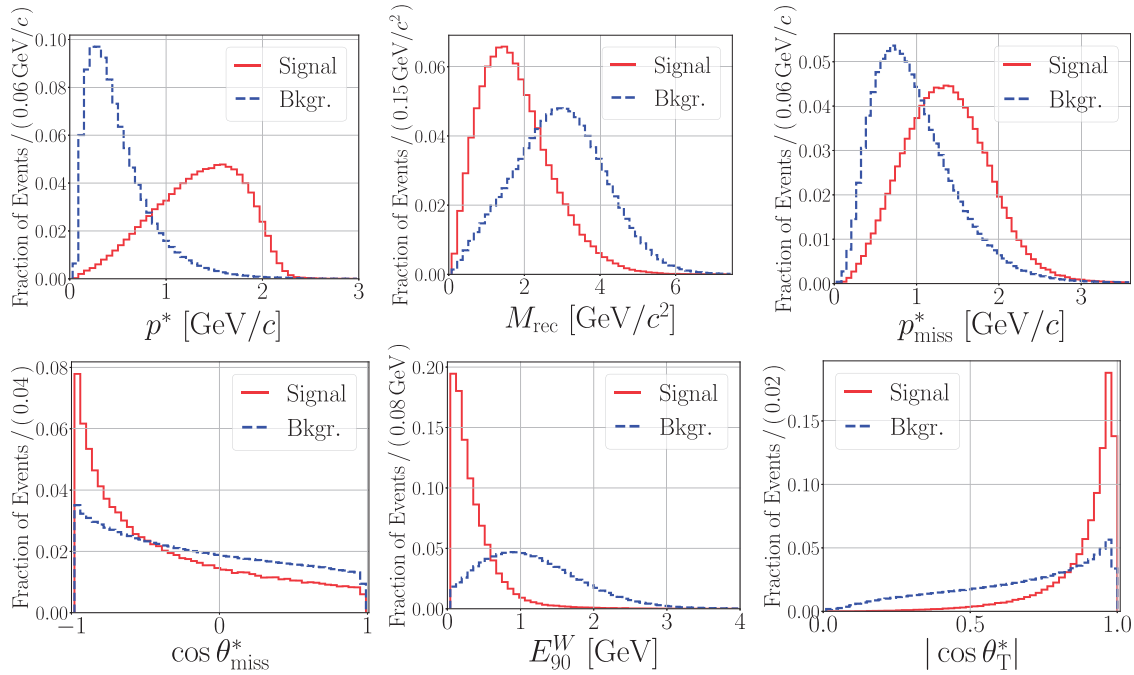 Fraction of Events / (0.06 GeV/c)
0.10
0.08
0.06
0.04
0.02
0.00
Signal
Bkgr.
0 1 2 3
p* [GeV/c]
Fraction of Events / (0.15 GeV/c²)
0.06
0.04
0.02
0.00
Signal
Bkgr.
0 2 4 6
M_rec [GeV/c²]
Fraction of Events / (0.06 GeV/c)
0.05
0.04
0.03
0.02
0.01
0.00
Signal
Bkgr.
0 1 2 3
p*_miss [GeV/c]
Fraction of Events / (0.04)
0.08
0.06
0.04
0.02
0.00
Signal
Bkgr.
−1 0 1
cos θ*_miss
Fraction of Events / (0.08 GeV)
0.20
0.15
0.10
0.05
0.00
Signal
Bkgr.
0 1 2 3 4
E^W_90 [GeV]
Fraction of Events / (0.02)
0.15
0.10
0.05
0.00
Signal
Bkgr.
0.0 0.5 1.0
| cos θ*_T|